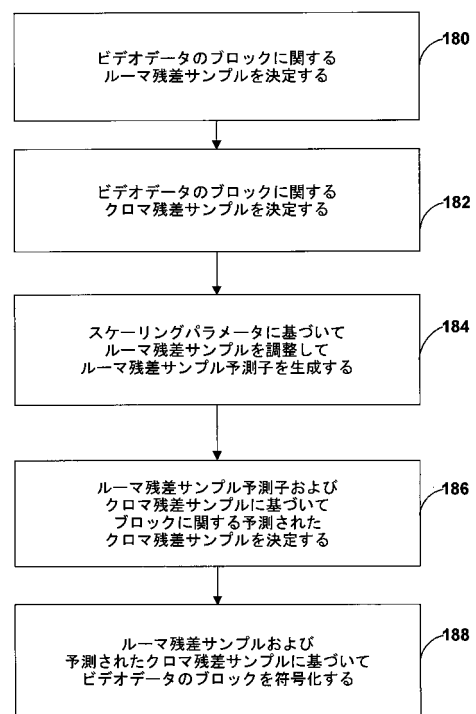 ビデオデータのブロックに関する
ルーマ残差サンプルを決定する
180
ビデオデータのブロックに関する
クロマ残差サンプルを決定する
182
スケーリングパラメータに基づいて
ルーマ残差サンプルを調整して
ルーマ残差サンプル予測子を生成する
184
ルーマ残差サンプル予測子および
クロマ残差サンプルに基づいて
ブロックに関する予測された
クロマ残差サンプルを決定する
186
ルーマ残差サンプルおよび
予測されたクロマ残差サンプルに基づいて
ビデオデータのブロックを符号化する
188